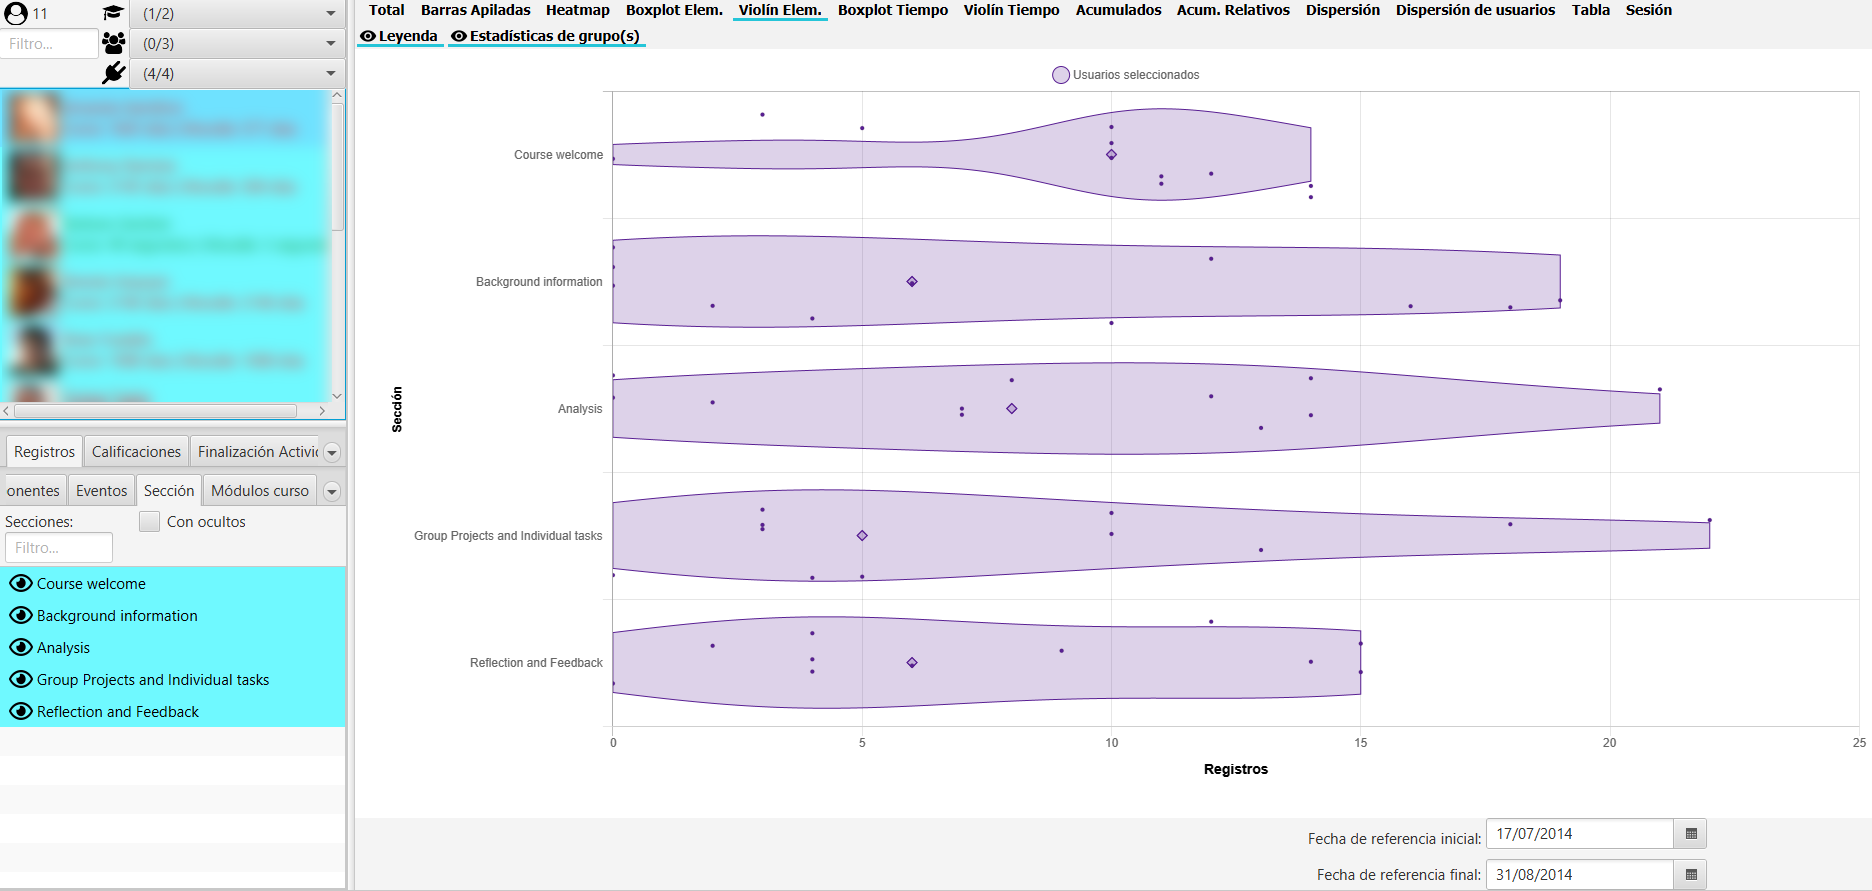 11
(1/2)
Filtro...
(0/3)
(4/4)
Registros
Calificaciones
Finalización Activi
onentes
Eventos
Sección
Módulos curso
Secciones:
Con ocultos
Filtro...
Course welcome
Background information
Analysis
Group Projects and Individual tasks
Reflection and Feedback
Total
Barras Apiladas
Heatmap
Boxplot Elem.
Violín Elem.
Boxplot Tiempo
Violín Tiempo
Acumulados
Acum. Relativos
Dispersión
Dispersión de usuarios
Tabla
Sesión
Leyenda
Estadísticas de grupo(s)
Usuarios seleccionados
Sección
Course welcome
Background information
Analysis
Group Projects and Individual tasks
Reflection and Feedback
0
5
10
15
20
25
Registros
Fecha de referencia inicial:
17/07/2014
Fecha de referencia final:
31/08/2014